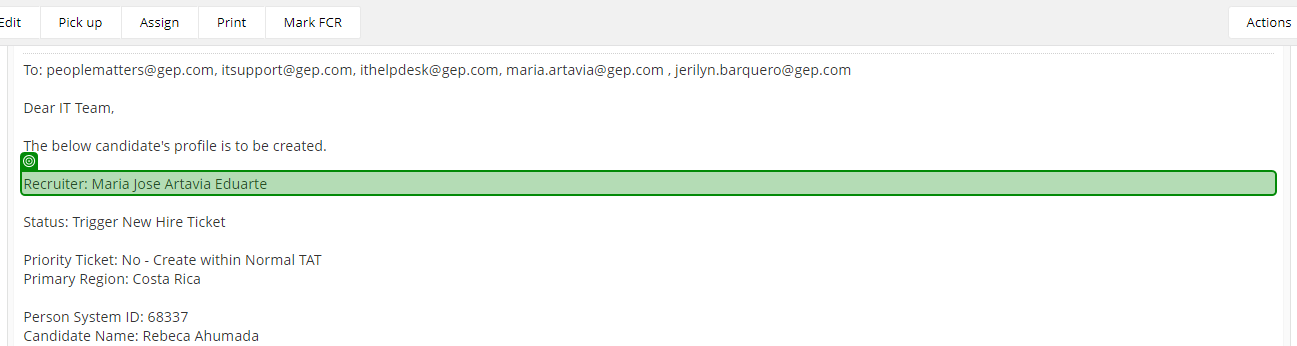 Edit
Pick up
Assign
Print
Mark FCR
Actions
To: peoplematters@gep.com, itsupport@gep.com, ithelpdesk@gep.com, maria.artavia@gep.com , jerilyn.barquero@gep.com
Dear IT Team,
The below candidate's profile is to be created.
Recruiter: Maria Jose Artavia Eduarte
Status: Trigger New Hire Ticket
Priority Ticket: No - Create within Normal TAT
Primary Region: Costa Rica
Person System ID: 68337
Candidate Name: Rebeca Ahumada